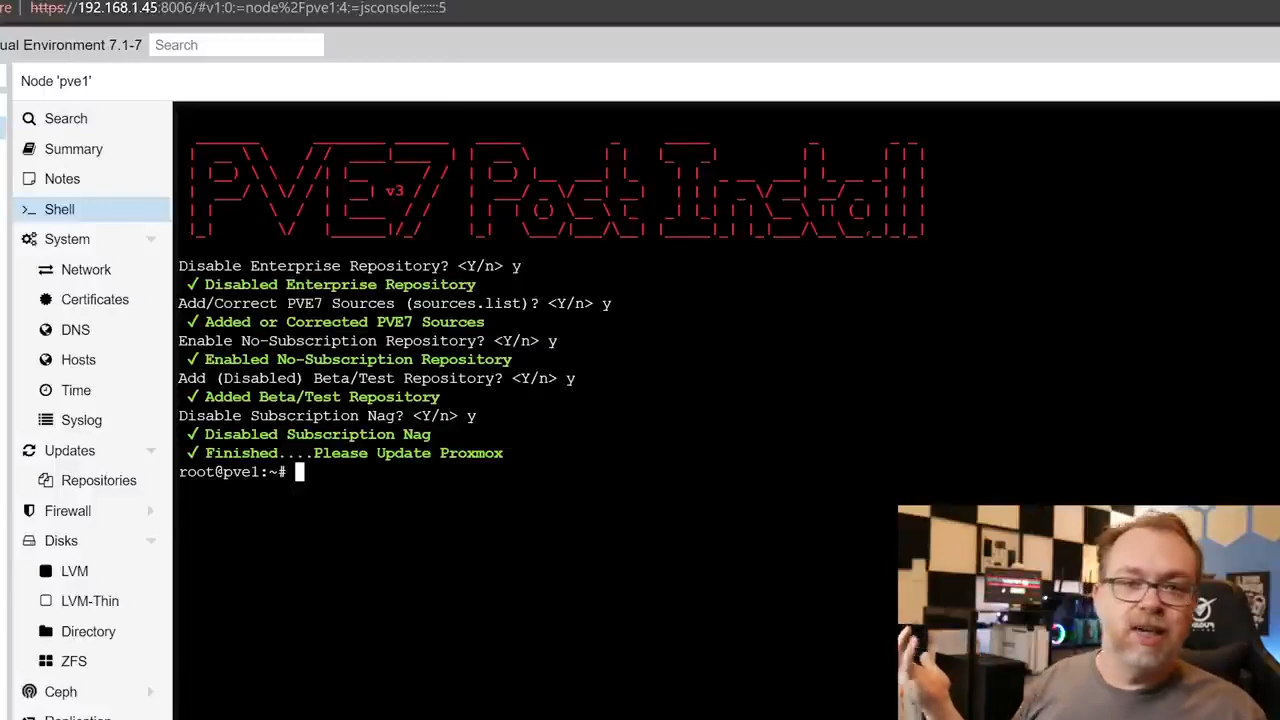 re https://192.168.1.45:8006/#v1:0:=node%2Fpve1:4:=jsconsole::::::5
ual Environment 7.1-7 Search
Node 'pve1'
Search
Summary
Notes
Shell
System
Network
Certificates
DNS
Hosts
Time
Syslog
Updates
Repositories
Firewall
Disks
LVM
LVM-Thin
Directory
ZFS
Ceph
Replication
PVE7 Post Install
v3
Disable Enterprise Repository? <Y/n> y
✓ Disabled Enterprise Repository
Add/Correct PVE7 Sources (sources.list)? <Y/n> y
✓ Added or Corrected PVE7 Sources
Enable No-Subscription Repository? <Y/n> y
✓ Enabled No-Subscription Repository
Add (Disabled) Beta/Test Repository? <Y/n> y
✓ Added Beta/Test Repository
Disable Subscription Nag? <Y/n> y
✓ Disabled Subscription Nag
✓ Finished....Please Update Proxmox
root@pve1:~#